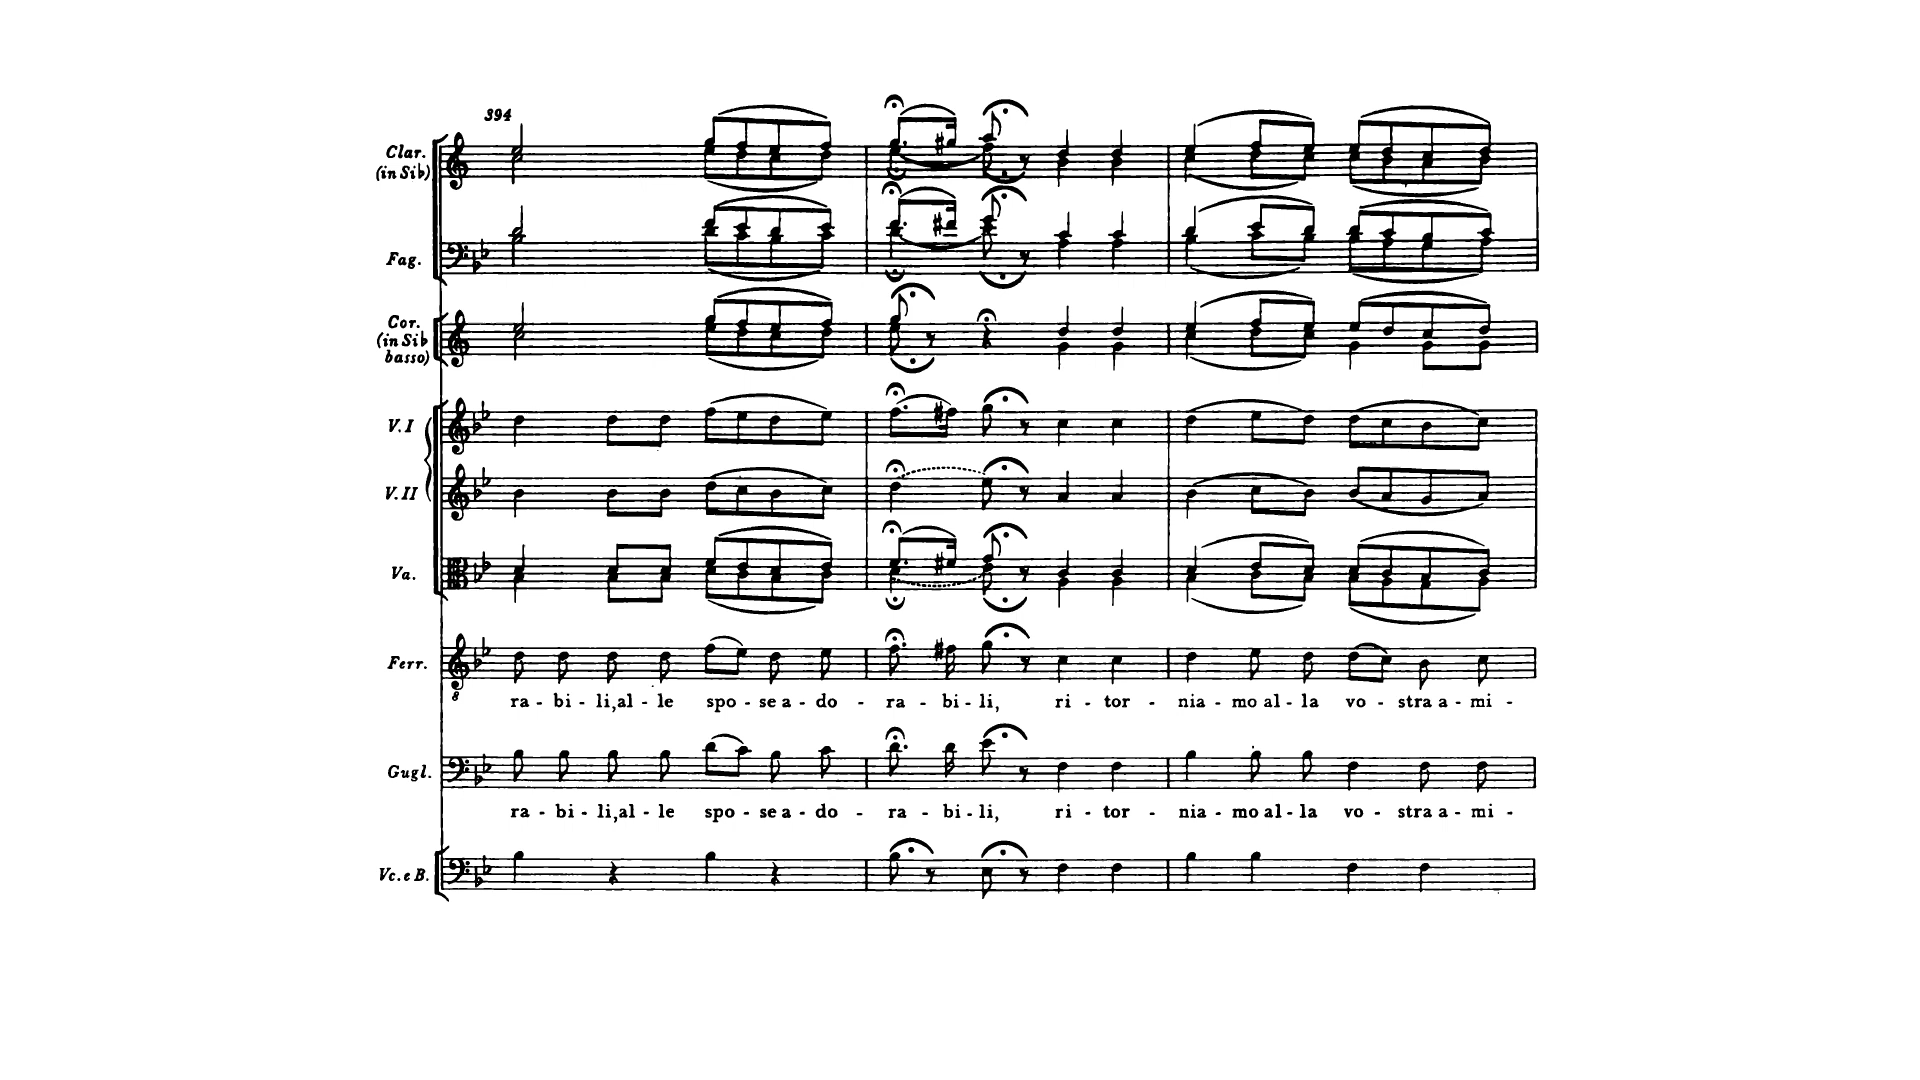 394
Clar.
(in Sib)
Fag.
Cor.
(in Sib
basso)
V. I
V. II
Va.
Ferr.
8
ra - bi - li, al - le spo - se a - do - ra - bi - li, ri - tor - nia - mo al - la vo - stra a - mi -
Gugl.
ra - bi - li, al - le spo - se a - do - ra - bi - li, ri - tor - nia - mo al - la vo - stra a - mi -
Vc. e B.